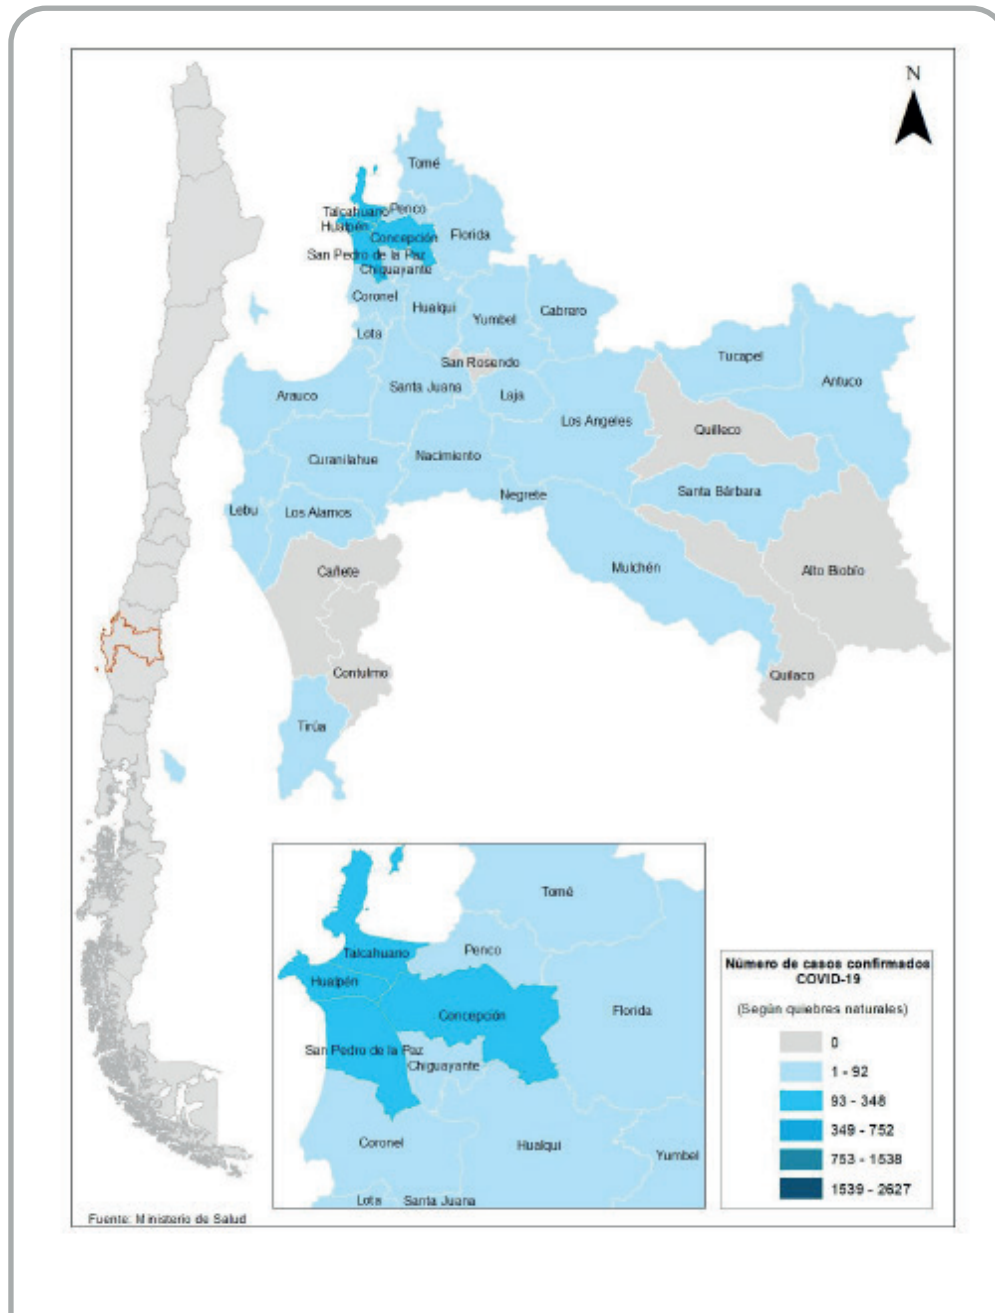 N
Tomé
Talcahuano
Penco
Hualpén
Concepción
Florida
San Pedro de la Paz
Chiguayante
Coronel
Hualqui
Yumbel
Cabrero
Lota
San Rosendo
Tucapel
Santa Juana
Laja
Antuco
Arauco
Los Angeles
Quilleco
Curanilahue
Nacimiento
Negrete
Santa Bárbara
Lebu
Los Alamos
Cañete
Mulchén
Alto Biobío
Contulmo
Quilaco
Tirúa
Tomé
Talcahuano
Penco
Hualpén
Concepción
Florida
San Pedro de la Paz
Chiguayante
Coronel
Hualqui
Yumbel
Lota
Santa Juana
Número de casos confirmados
COVID-19
(Según quiebres naturales)
0
1 - 92
93 - 348
349 - 752
753 - 1538
1539 - 2627
Fuente: Ministerio de Salud